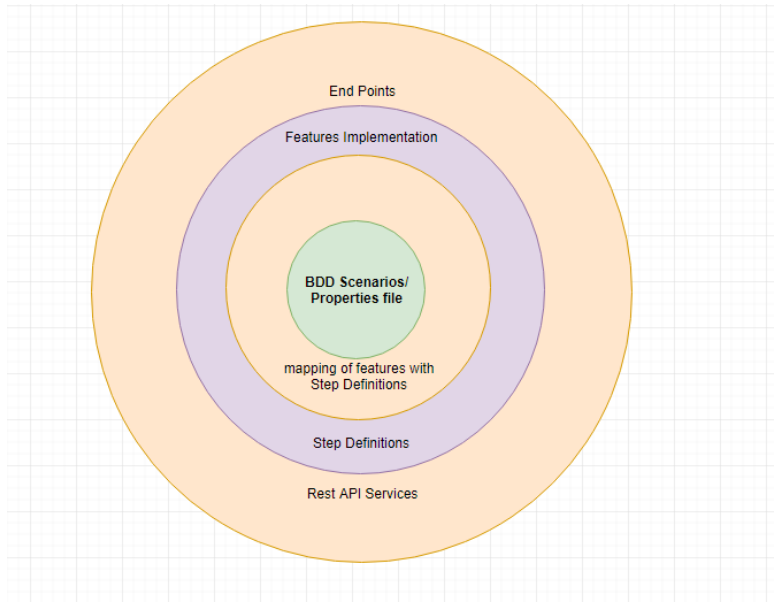 End Points
Features Implementation
BDD Scenarios/
Properties file
mapping of features with
Step Definitions
Step Definitions
Rest API Services